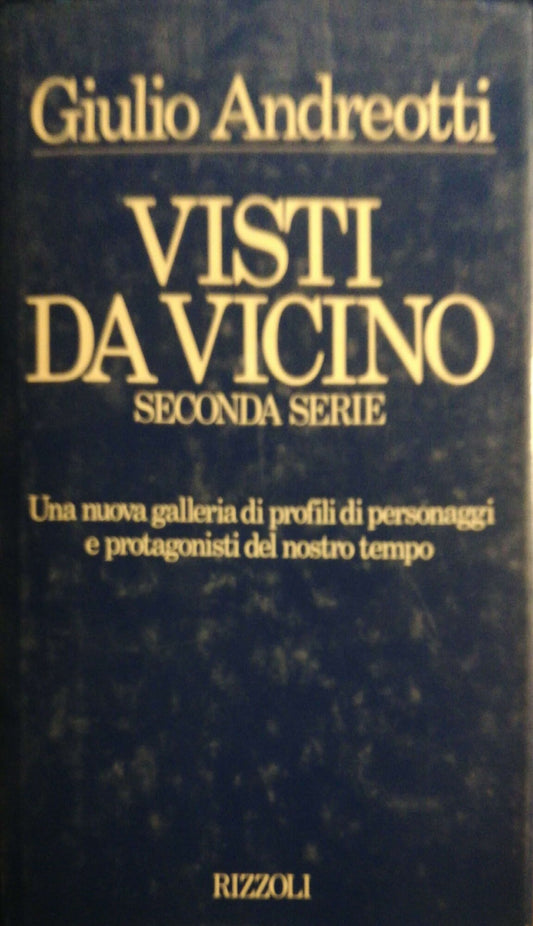 Giulio Andreotti
VISTI
DA VICINO
SECONDA SERIE
Una nuova galleria di profili di personaggi
e protagonisti del nostro tempo
RIZZOLI